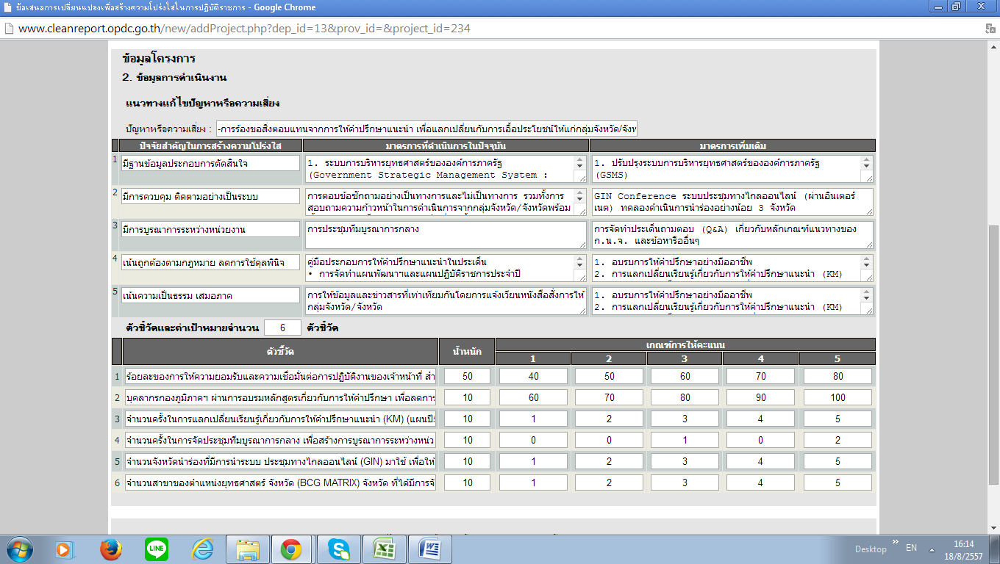 ข้อเสนอการเปลี่ยนแปลงเพื่อสร้างความโปร่งใสในการปฏิบัติราชการ - Google Chrome
www.cleanreport.opdc.go.th/new/addProject.php?dep_id=13&prov_id=&project_id=234
ข้อมูลโครงการ
2. ข้อมูลการดำเนินงาน
แนวทางแก้ไขปัญหาหรือความเสี่ยง
ปัญหาหรือความเสี่ยง : -การร้องขอสิ่งตอบแทนจากการให้คำปรึกษาแนะนำ เพื่อแลกเปลี่ยนกับการเอื้อประโยชน์ให้แก่กลุ่มจังหวัด/จังห
ปัจจัยสำคัญในการสร้างความโปร่งใส มาตรการที่ดำเนินการในปัจจุบัน มาตรการเพิ่มเติม
1 มีฐานข้อมูลประกอบการตัดสินใจ
1. ระบบการบริหารยุทธศาสตร์ขององค์การภาครัฐ
(Government Strategic Management System :
1. ปรับปรุงระบบการบริหารยุทธศาสตร์ขององค์การภาครัฐ
(GSMS)
2 มีการควบคุม ติดตามอย่างเป็นระบบ
การตอบข้อซักถามอย่างเป็นทางการและไม่เป็นทางการ รวมทั้งการ
สอบถามความก้าวหน้าในการดำเนินการจากกลุ่มจังหวัด/จังหวัดพร้อม
GIN Conference ระบบประชุมทางไกลออนไลน์ (ผ่านอินเตอร์
เนต) ทดลองดำเนินการนำร่องอย่างน้อย 3 จังหวัด
3 มีการบูรณาการระหว่างหน่วยงาน
การประชุมทีมบูรณาการกลาง
การจัดทำประเด็นถามตอบ (Q&A) เกี่ยวกับหลักเกณฑ์แนวทางของ
ก.น.จ. และข้อหารืออื่นๆ
4 เน้นถูกต้องตามกฎหมาย ลดการใช้ดุลพินิจ
คู่มือประกอบการให้คำปรึกษาแนะนำในประเด็น
• การจัดทำแผนพัฒนาฯและแผนปฏิบัติราชการประจำปี
1. อบรบการให้คำปรึกษาอย่างมืออาชีพ
2. การแลกเปลี่ยนเรียนรู้เกี่ยวกับการให้คำปรึกษาแนะนำ (KM)
5 เน้นความเป็นธรรม เสมอภาค
การให้ข้อมูลและข่าวสารที่เท่าเทียมกันโดยการแจ้งเวียนหนังสือสั่งการให้
กลุ่มจังหวัด/จังหวัด
1. อบรบการให้คำปรึกษาอย่างมืออาชีพ
2. การแลกเปลี่ยนเรียนรู้เกี่ยวกับการให้คำปรึกษาแนะนำ (KM)
ตัวชี้วัดและค่าเป้าหมายจำนวน 6 ตัวชี้วัด
ตัวชี้วัด น้ำหนัก เกณฑ์การให้คะแนน
1 2 3 4 5
1 ร้อยละของการให้ความยอมรับและความเชื่อมั่นต่อการปฏิบัติงานของเจ้าหน้าที่ สำ 50 40 50 60 70 80
2 บุคลากรกองภูมิภาคฯ ผ่านการอบรมหลักสูตรเกี่ยวกับการให้คำปรึกษา เพื่อลดการ 10 60 70 80 90 100
3 จำนวนครั้งในการแลกเปลี่ยนเรียนรู้เกี่ยวกับการให้คำปรึกษาแนะนำ (KM) (แผนปี 10 1 2 3 4 5
4 จำนวนครั้งในการจัดประชุมทีมบูรณาการกลาง เพื่อสร้างการบูรณาการระหว่างหน่ว 10 0 0 1 0 2
5 จำนวนจังหวัดนำร่องที่มีการนำระบบ ประชุมทางไกลออนไลน์ (GIN) มาใช้ เพื่อให้ 10 1 2 3 4 5
6 จำนวนสาขาของตำแหน่งยุทธศาสตร์ จังหวัด (BCG MATRIX) จังหวัด ที่ได้มีการจั 10 1 2 3 4 5
LINE
Desktop EN 16:14
18/8/2557